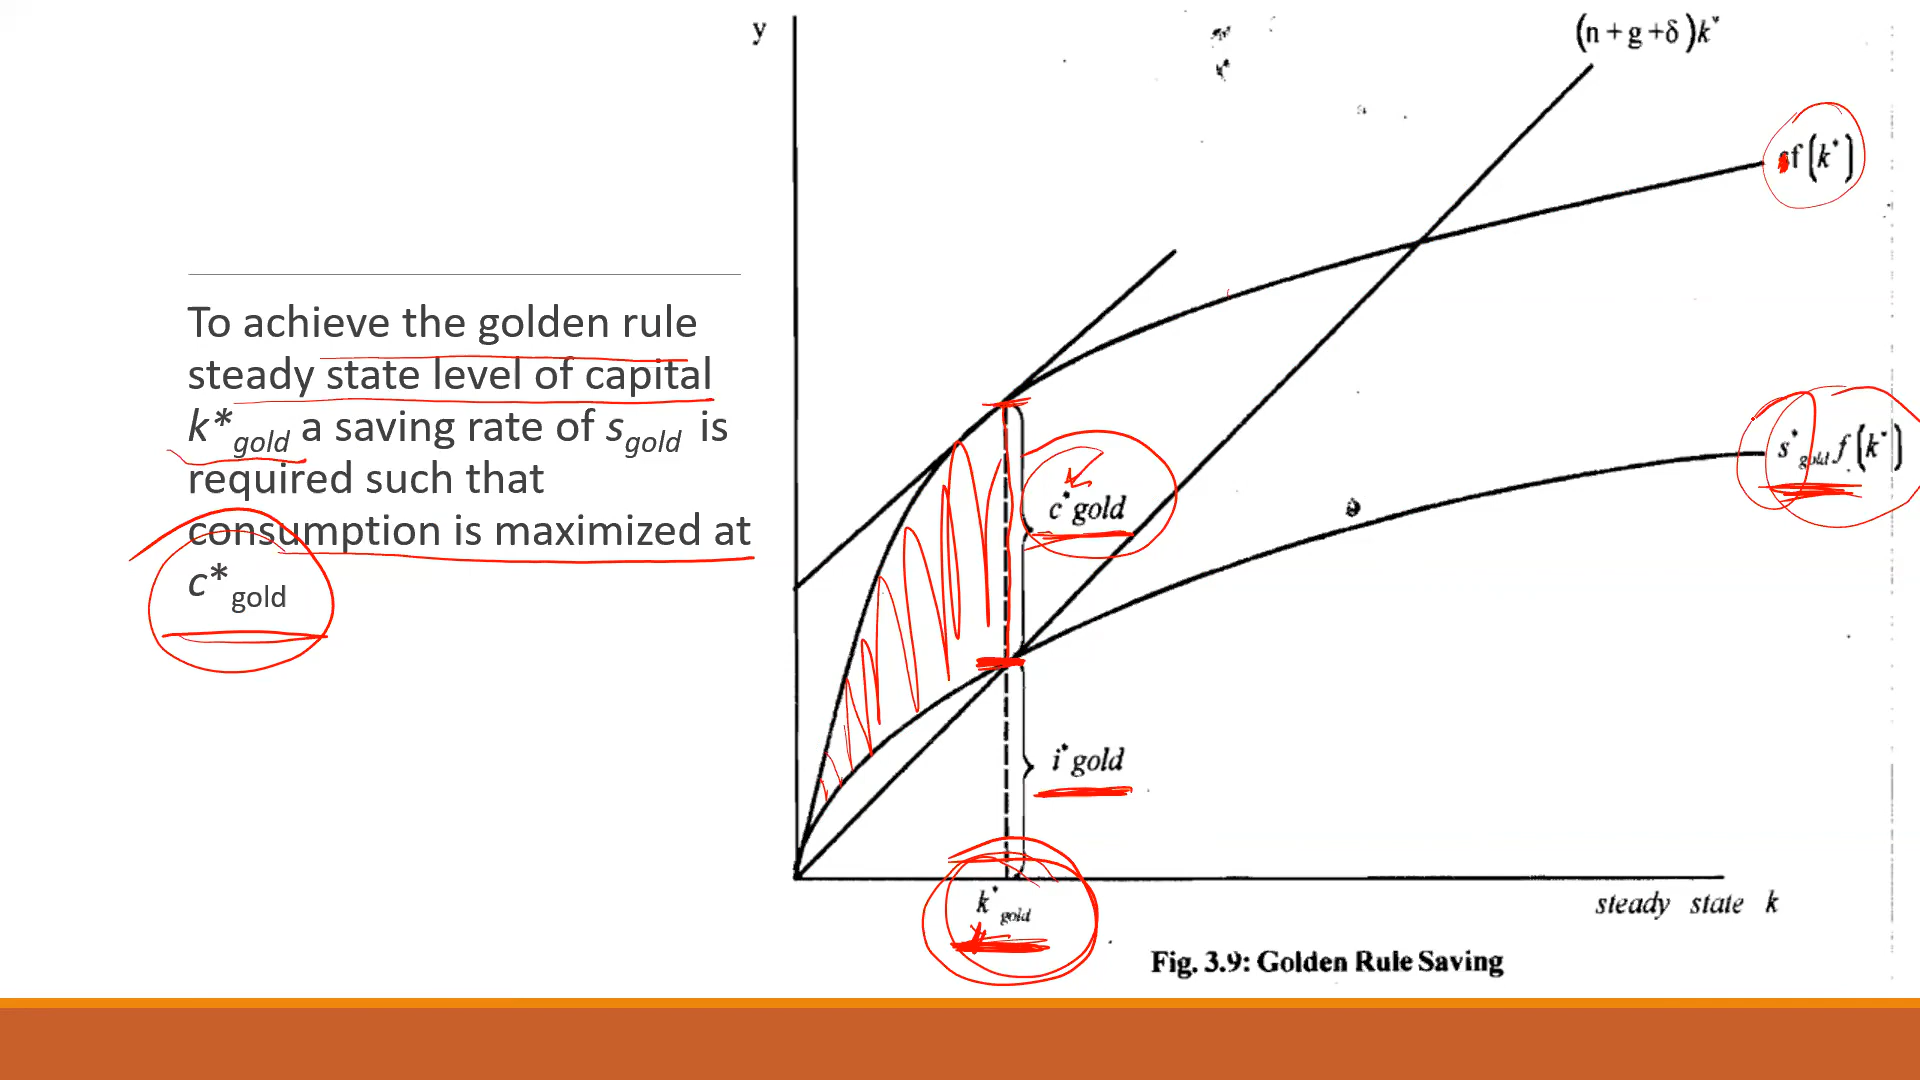 To achieve the golden rule
steady state level of capital
k*gold a saving rate of sgold is
required such that
consumption is maximized at
c*gold
y
(n + g + δ)k*
sf(k*)
s*gold f(k*)
c*gold
i*gold
k*gold
steady state k
Fig. 3.9: Golden Rule Saving